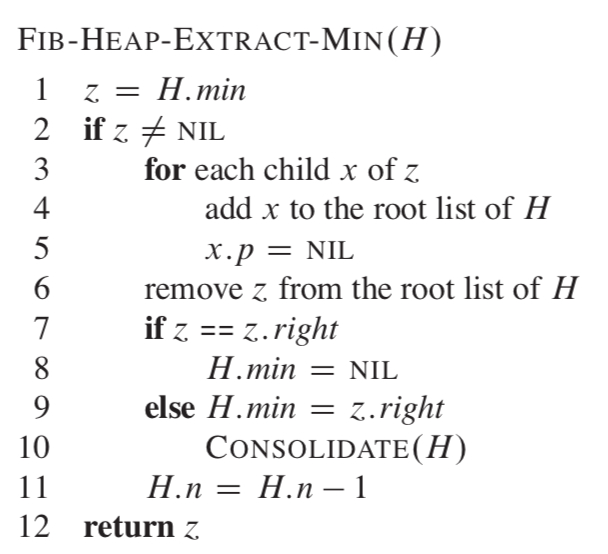 FIB-HEAP-EXTRACT-MIN(H)
1 z = H.min
2 if z ≠ NIL
3 for each child x of z
4 add x to the root list of H
5 x.p = NIL
6 remove z from the root list of H
7 if z == z.right
8 H.min = NIL
9 else H.min = z.right
10 CONSOLIDATE(H)
11 H.n = H.n − 1
12 return z